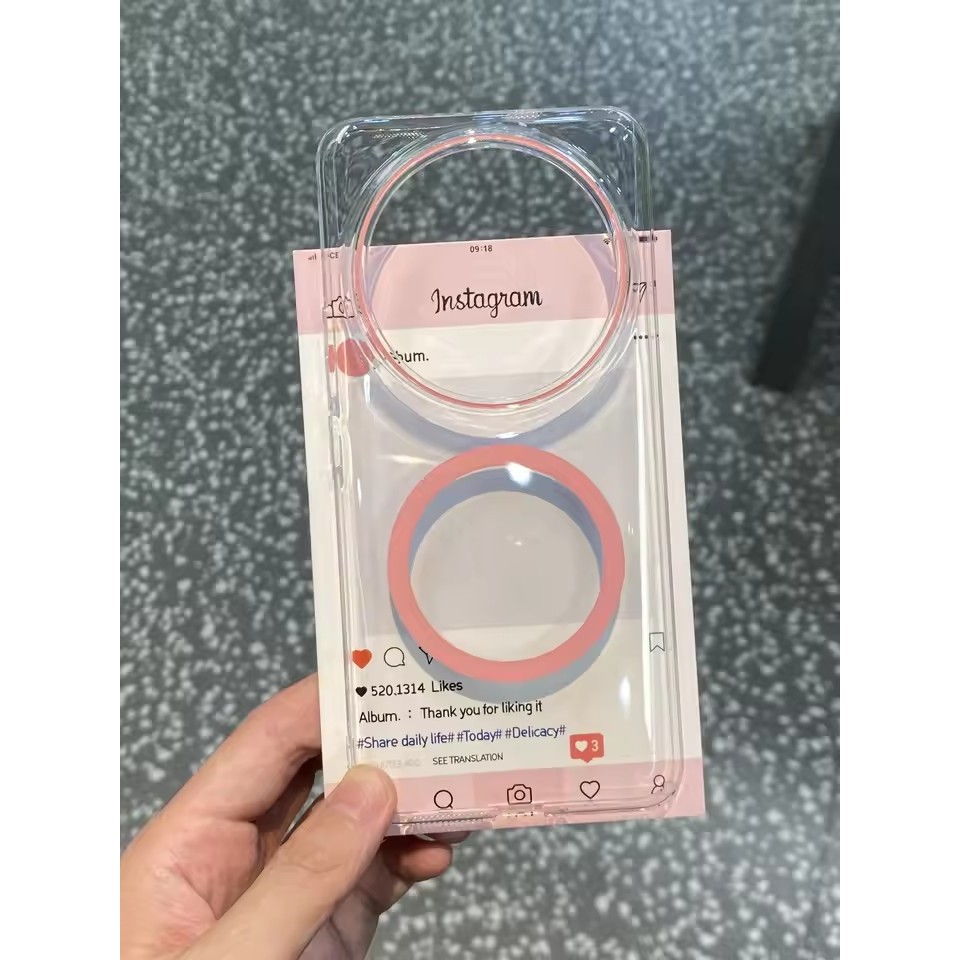 09:18
Instagram
520.1314 Likes
Album. : Thank you for liking it
#Share daily life# #Today# #Delicacy#
3
SEE TRANSLATION